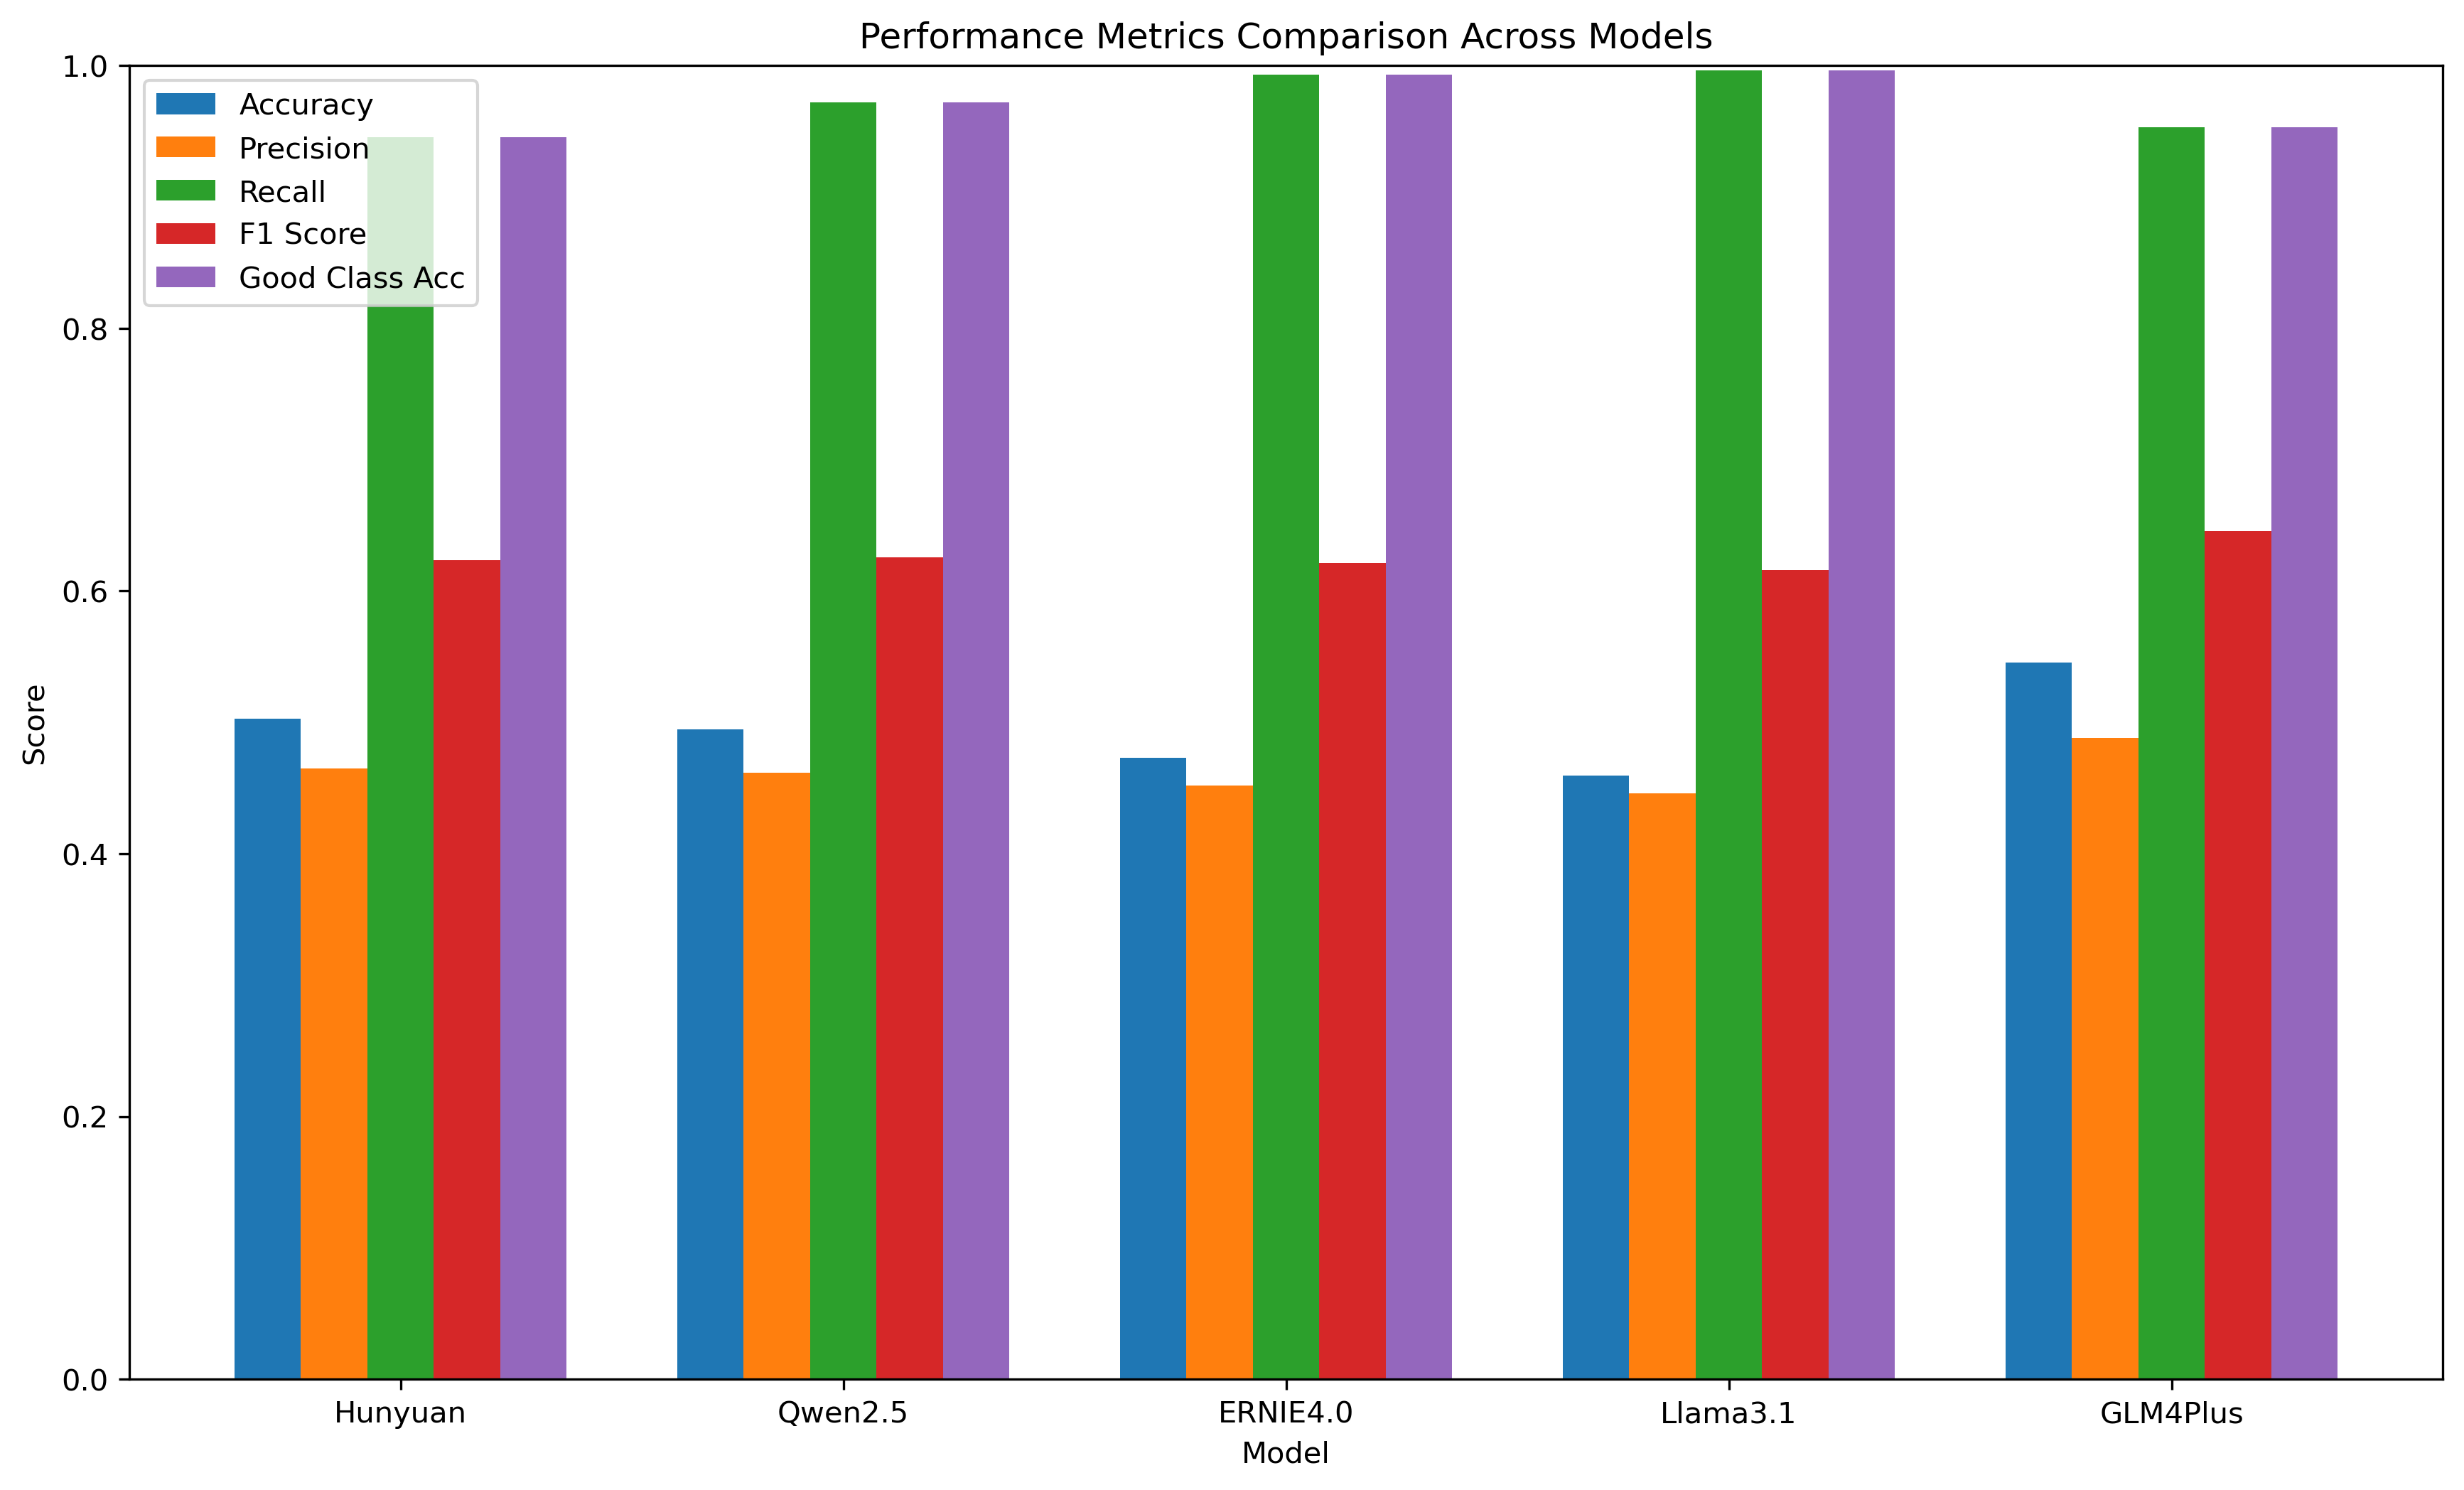 Performance Metrics Comparison Across Models
1.0
0.8
0.6
0.4
0.2
0.0
Score
Accuracy
Precision
Recall
F1 Score
Good Class Acc
Hunyuan
Qwen2.5
ERNIE4.0
Llama3.1
GLM4Plus
Model